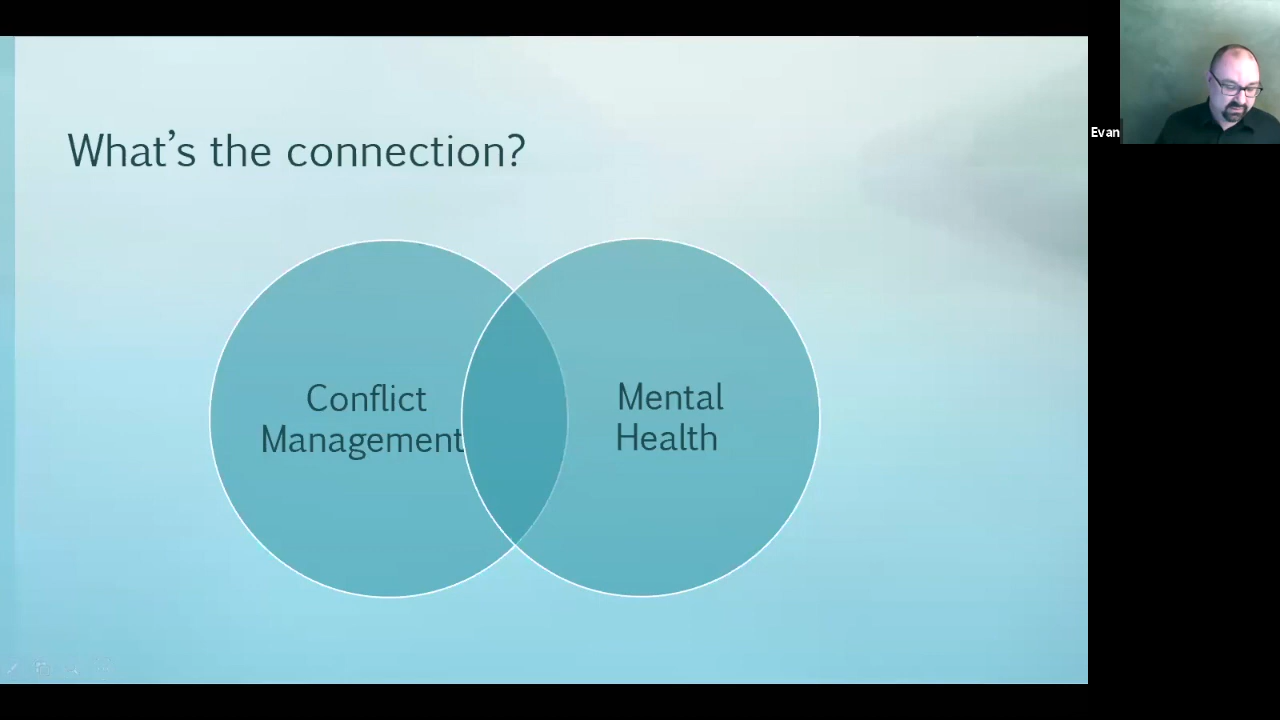 What's the connection?
Conflict
Management
Mental
Health
Evan